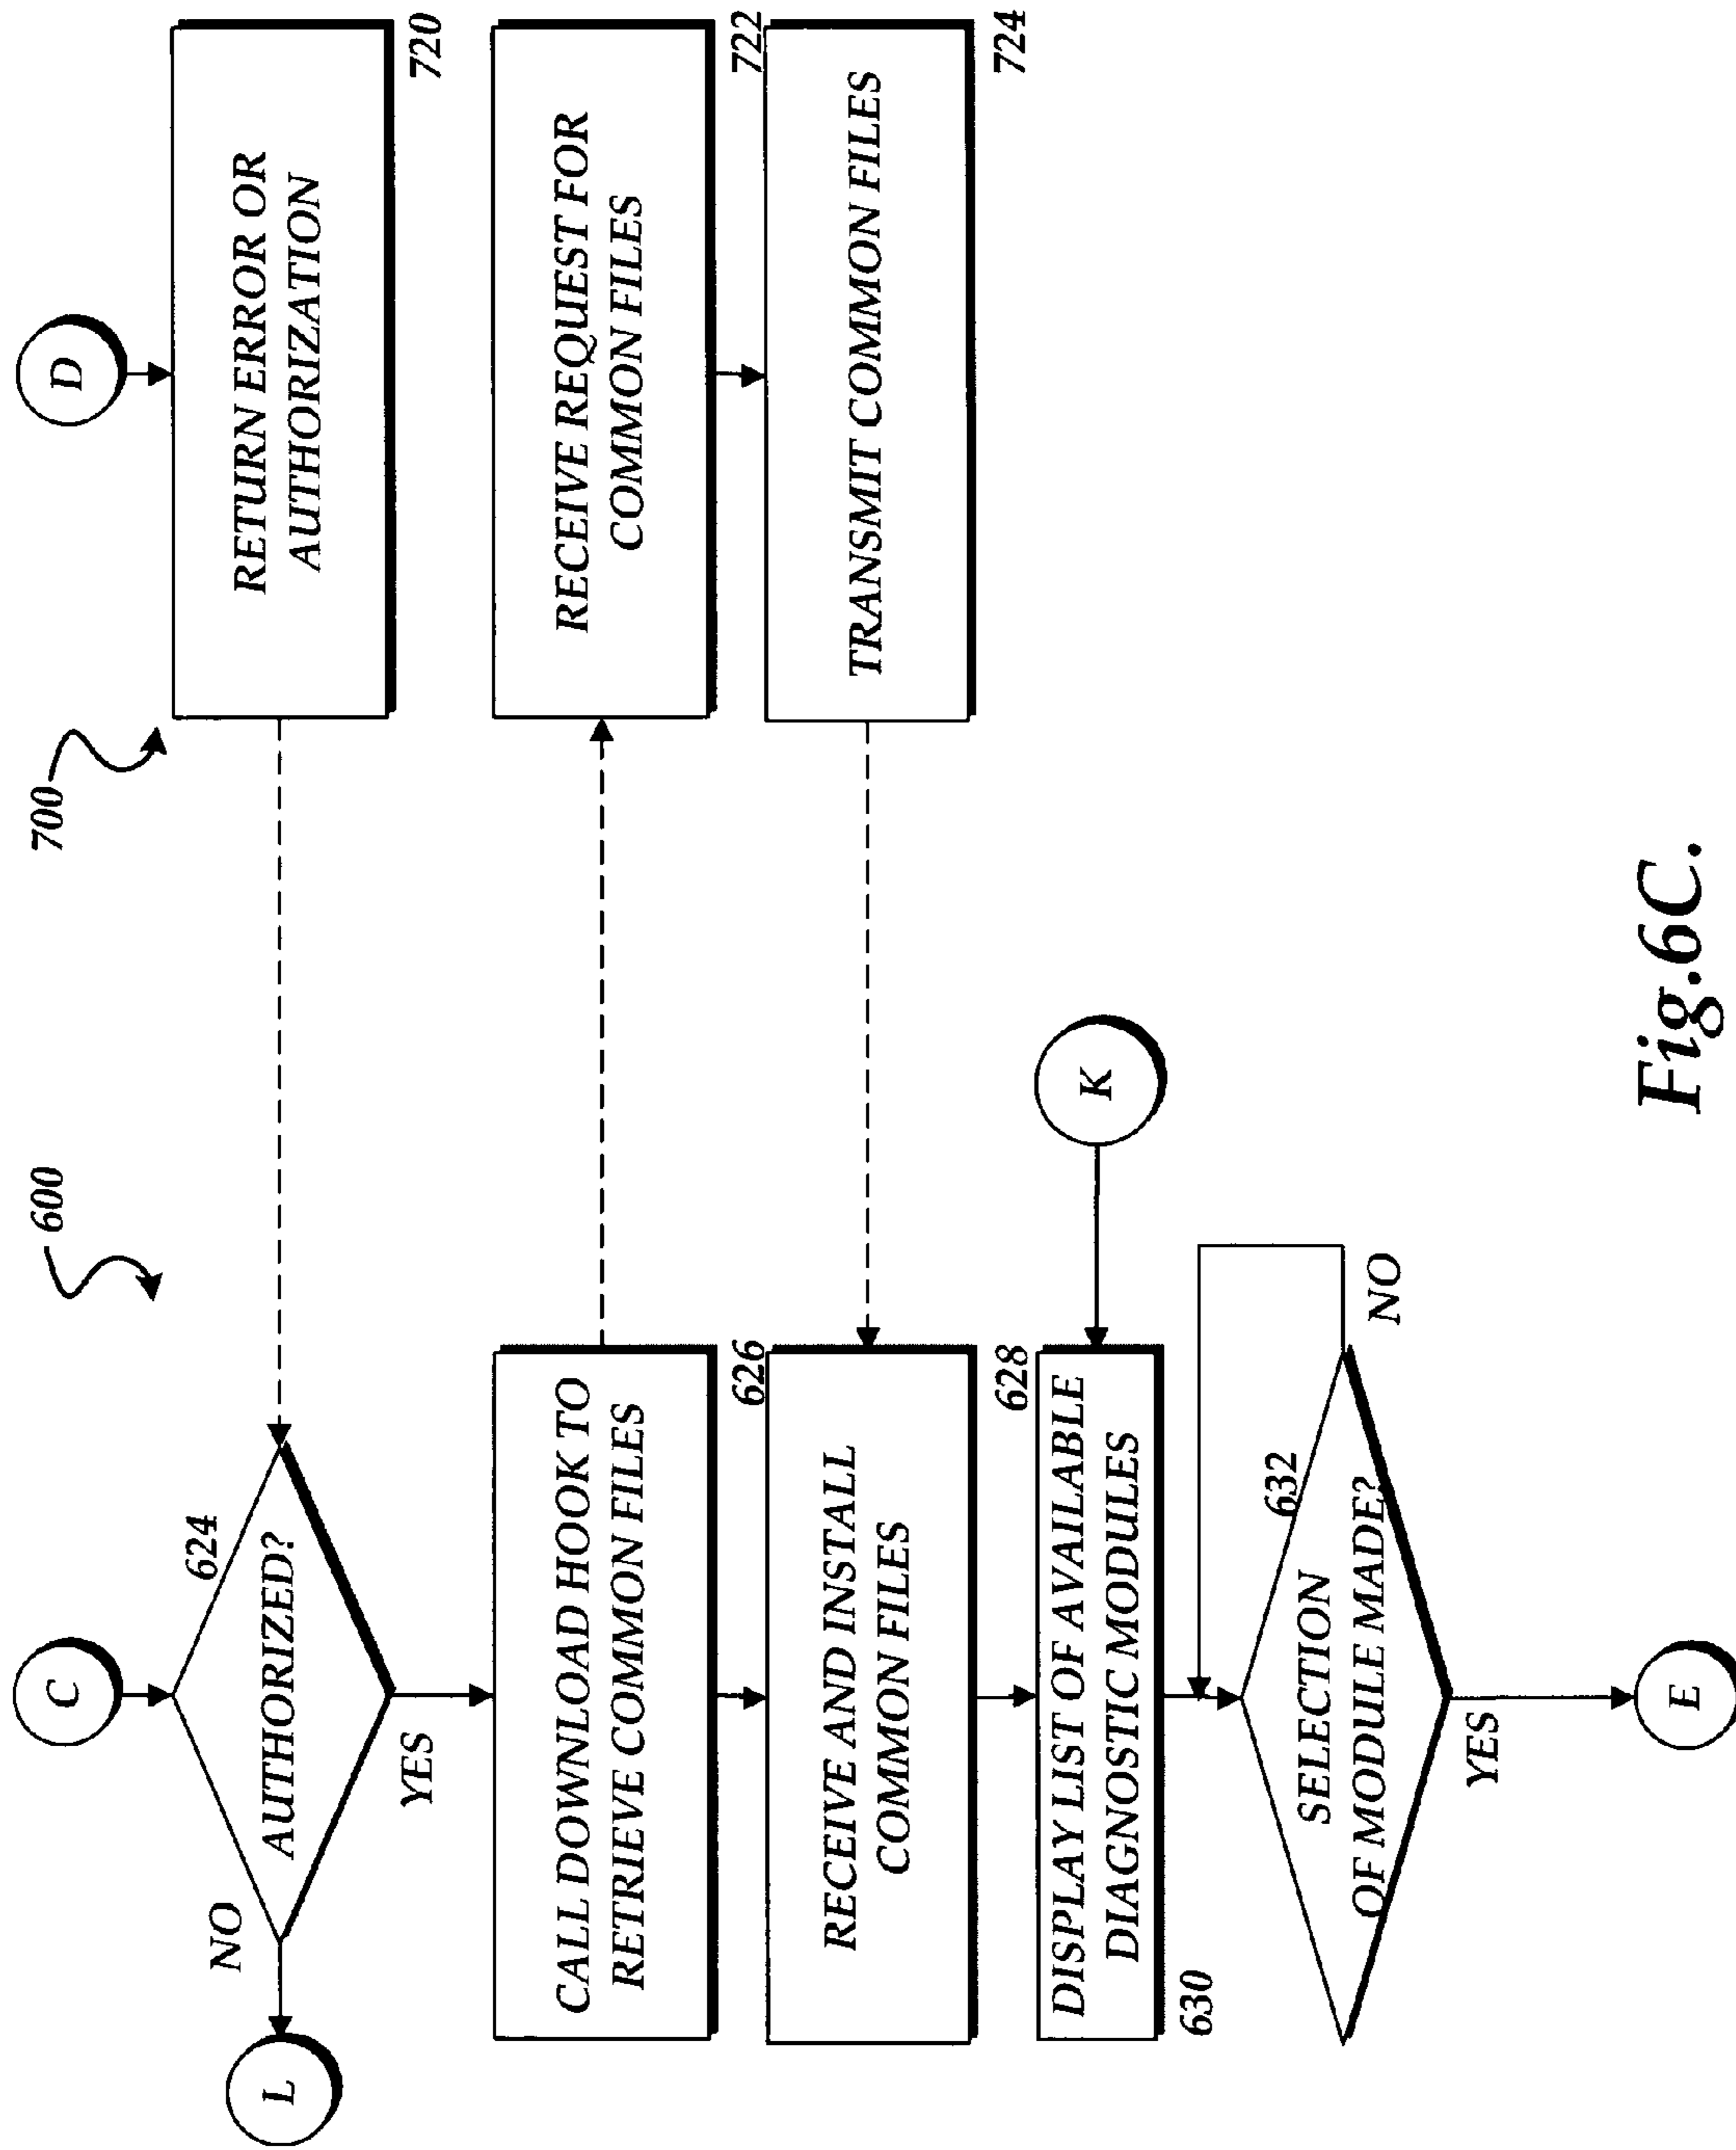 600
700
C
D
624
AUTHORIZED?
NO
L
YES
RETURN ERROR OR
AUTHORIZATION
720
CALL DOWNLOAD HOOK TO
RETRIEVE COMMON FILES
626
RECEIVE REQUEST FOR
COMMON FILES
722
RECEIVE AND INSTALL
COMMON FILES
628
TRANSMIT COMMON FILES
724
DISPLAY LIST OF AVAILABLE
DIAGNOSTIC MODULES
630
K
632
SELECTION
OF MODULE MADE?
NO
YES
E
Fig.6C.